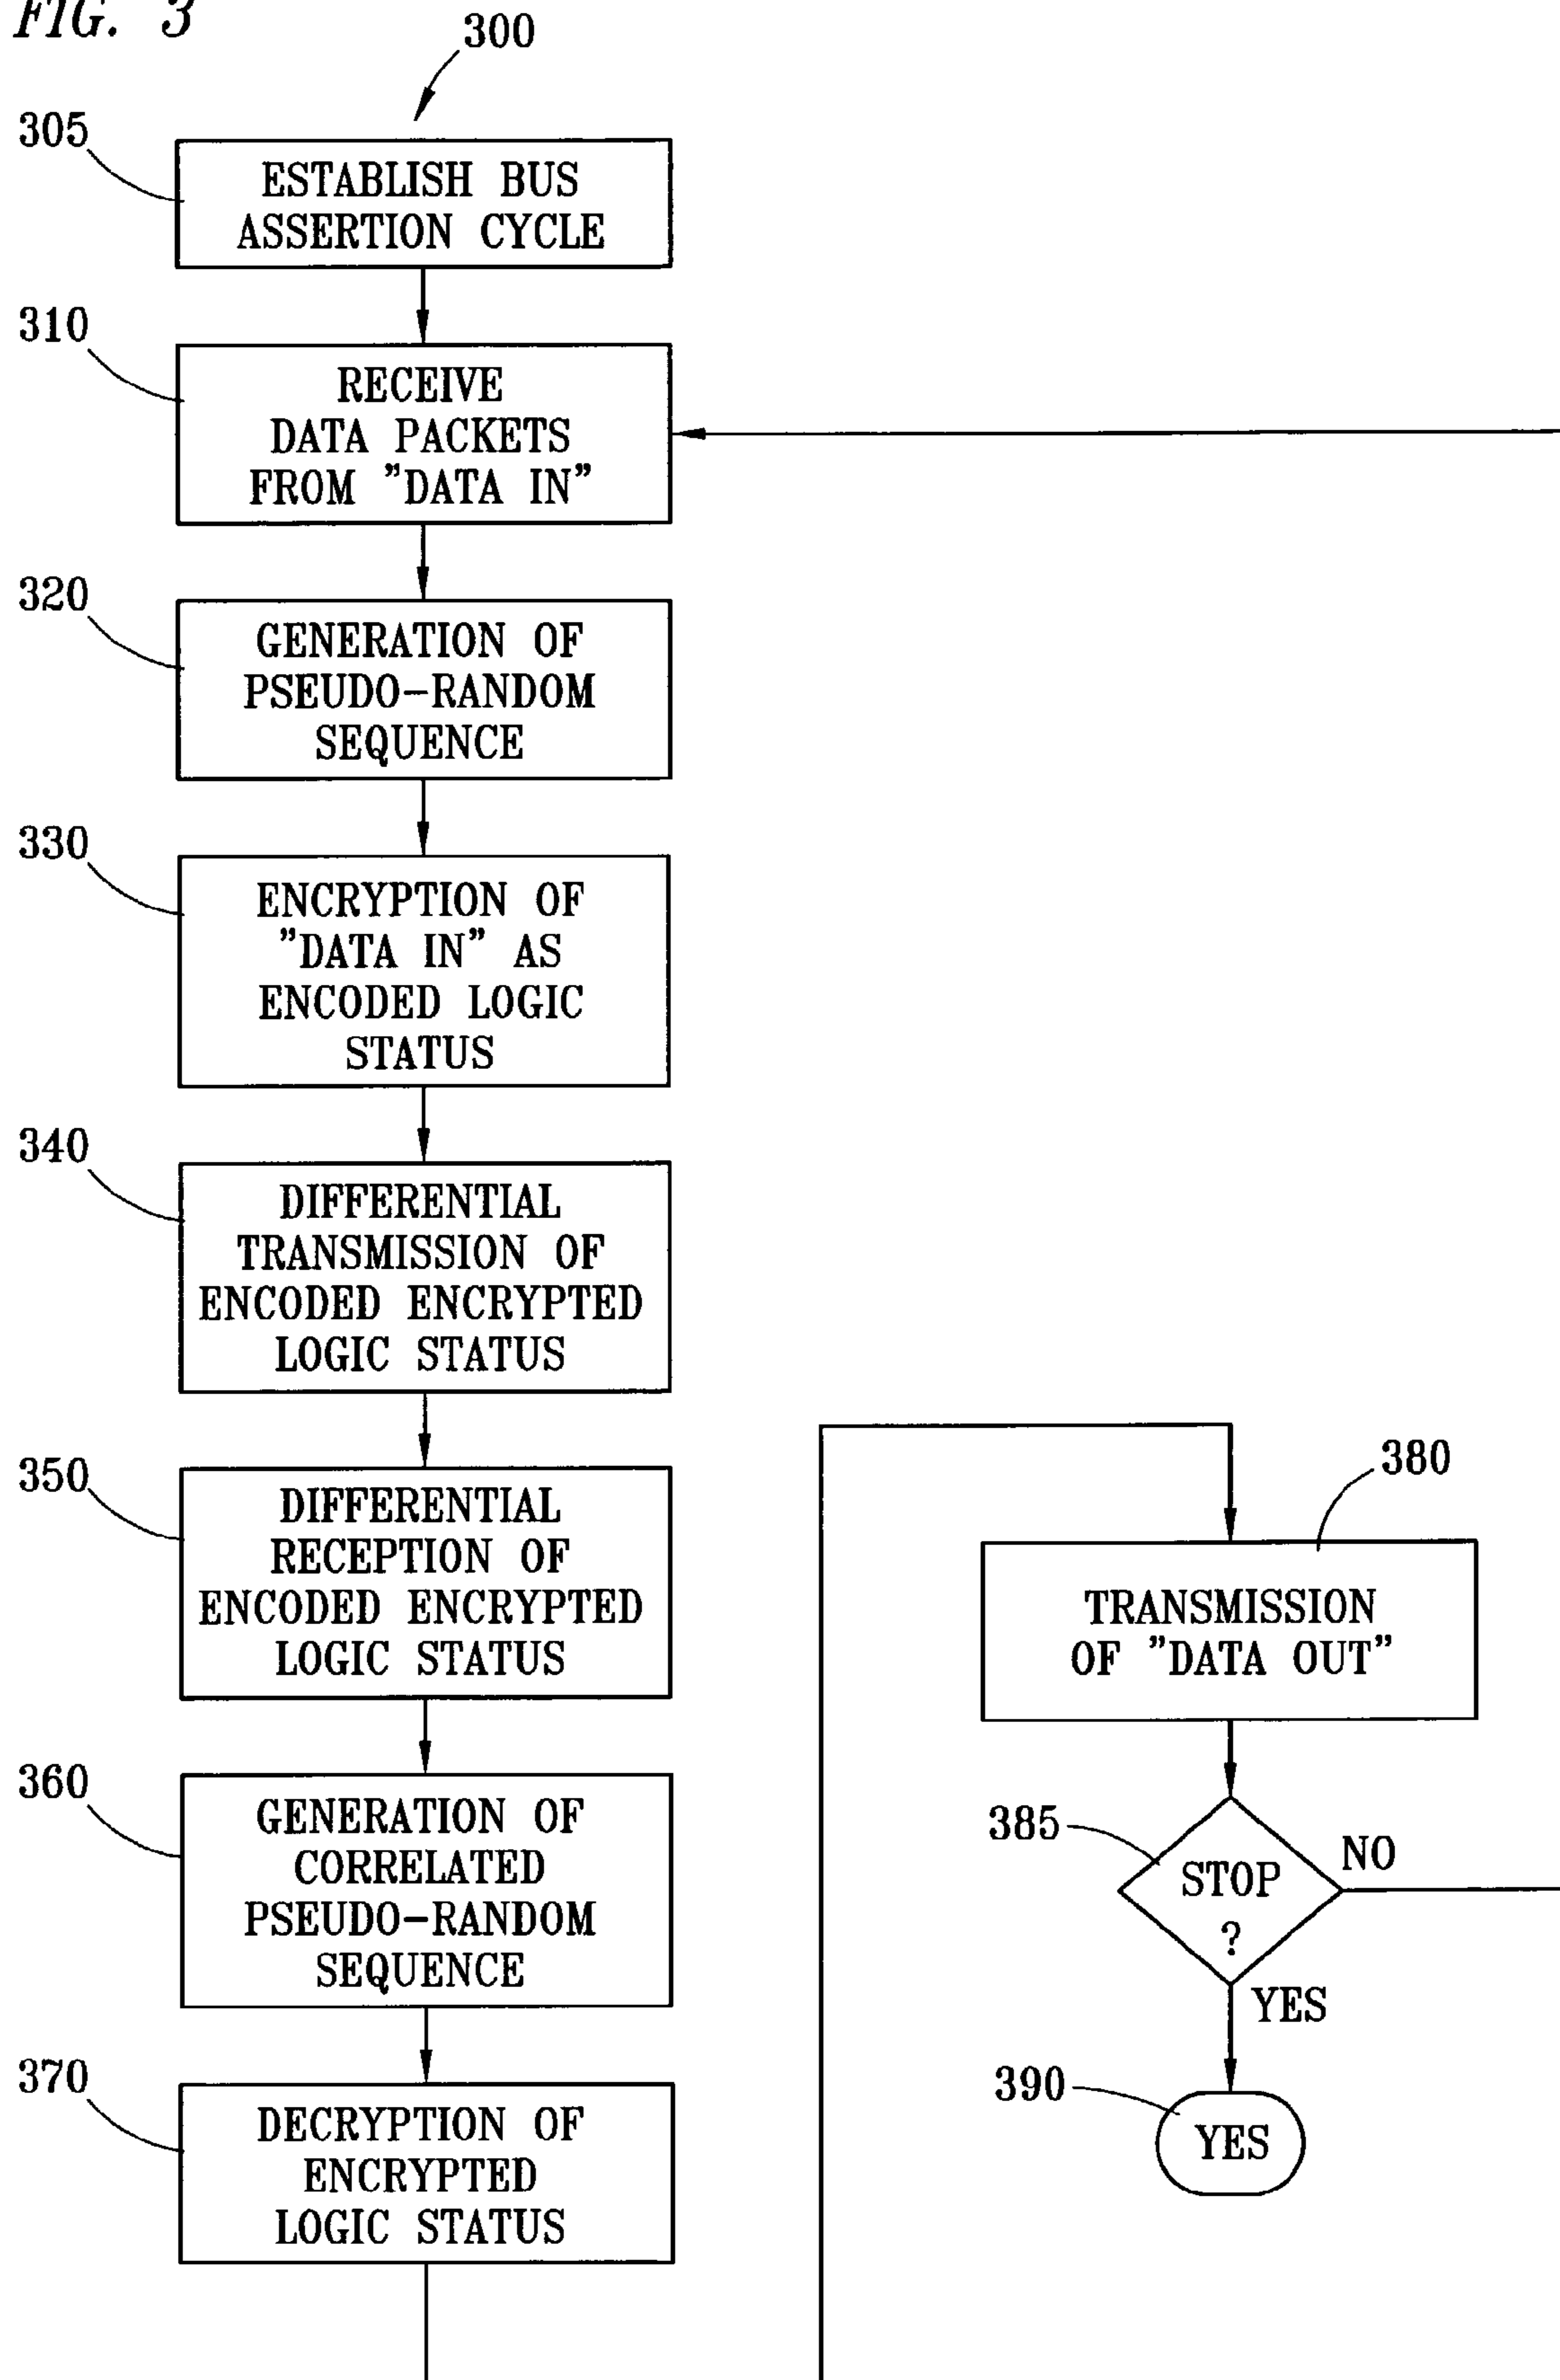 FIG. 3
300
305
ESTABLISH BUS
ASSERTION CYCLE
310
RECEIVE
DATA PACKETS
FROM "DATA IN"
320
GENERATION OF
PSEUDO-RANDOM
SEQUENCE
330
ENCRYPTION OF
"DATA IN" AS
ENCODED LOGIC
STATUS
340
DIFFERENTIAL
TRANSMISSION OF
ENCODED ENCRYPTED
LOGIC STATUS
350
DIFFERENTIAL
RECEPTION OF
ENCODED ENCRYPTED
LOGIC STATUS
360
GENERATION OF
CORRELATED
PSEUDO-RANDOM
SEQUENCE
370
DECRYPTION OF
ENCRYPTED
LOGIC STATUS
380
TRANSMISSION
OF "DATA OUT"
385
STOP
?
NO
YES
390
YES